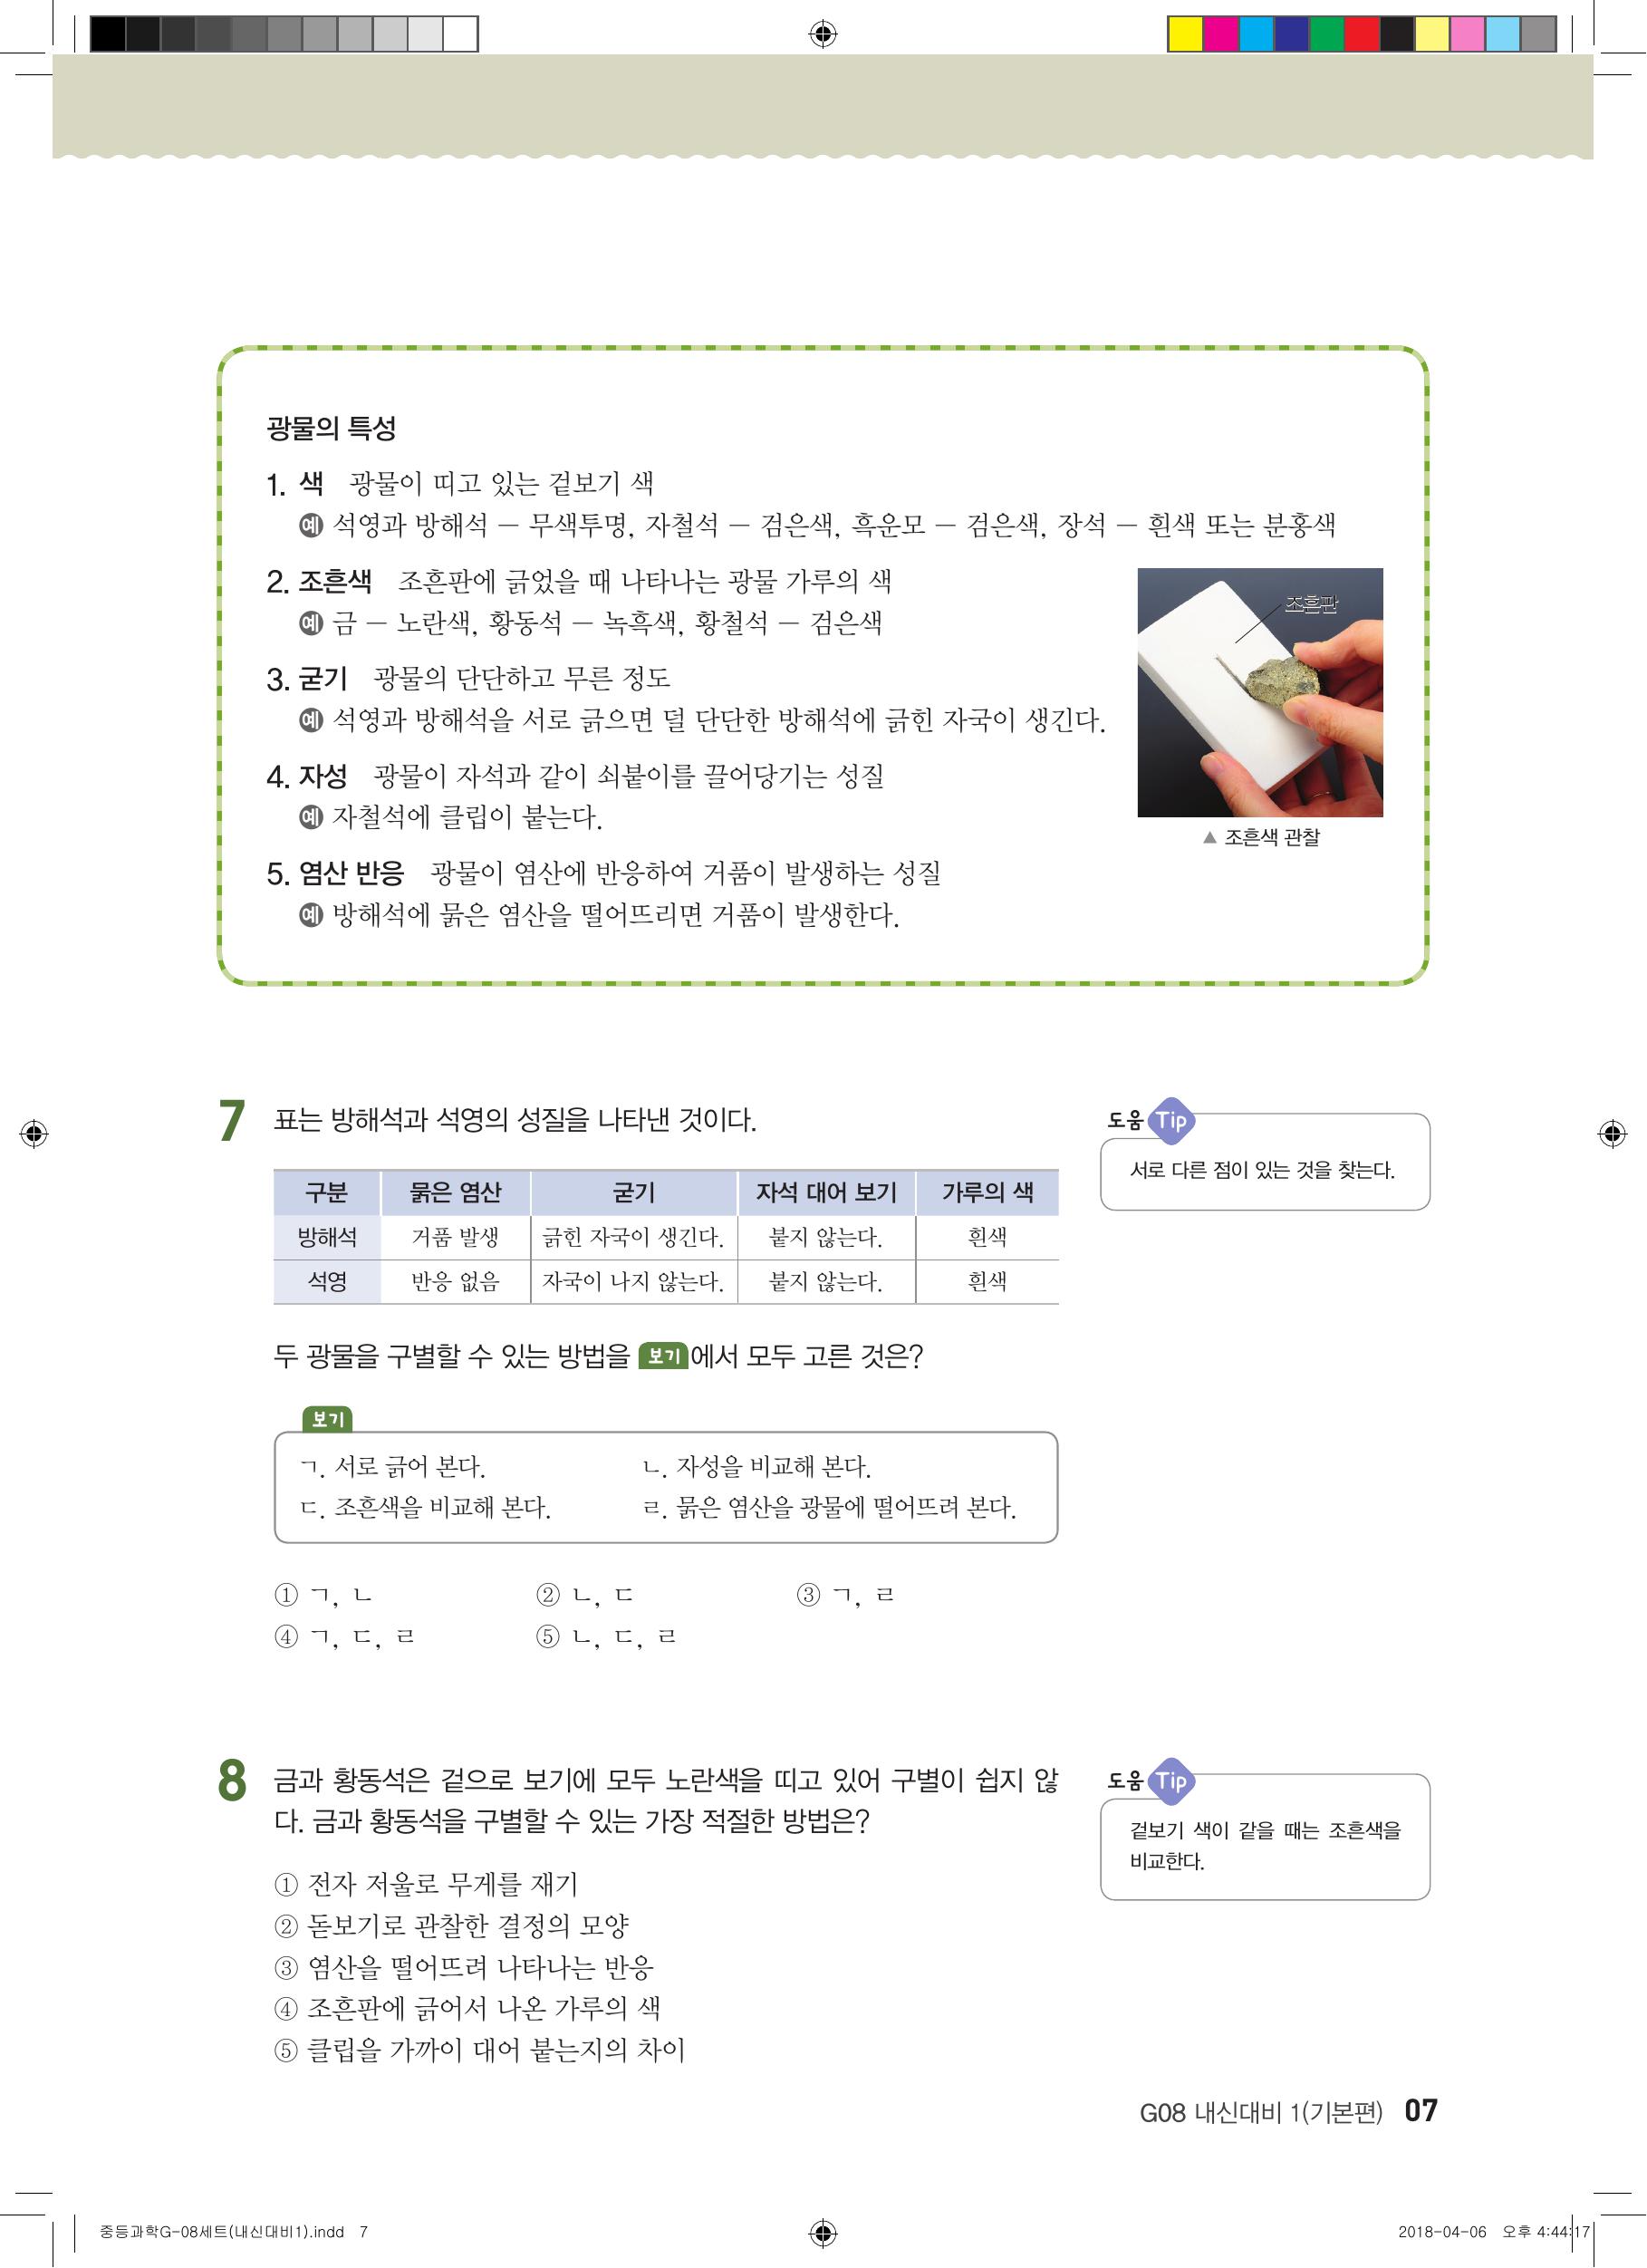 광물의 특성
1. 색 광물이 띠고 있는 겉보기 색
예 석영과 방해석 — 무색투명, 자철석 — 검은색, 흑운모 — 검은색, 장석 — 흰색 또는 분홍색
2. 조흔색 조흔판에 긁었을 때 나타나는 광물 가루의 색
예 금 — 노란색, 황동석 — 녹흑색, 황철석 — 검은색
3. 굳기 광물의 단단하고 무른 정도
예 석영과 방해석을 서로 긁으면 덜 단단한 방해석에 긁힌 자국이 생긴다.
4. 자성 광물이 자석과 같이 쇠붙이를 끌어당기는 성질
예 자철석에 클립이 붙는다.
5. 염산 반응 광물이 염산에 반응하여 거품이 발생하는 성질
예 방해석에 묽은 염산을 떨어뜨리면 거품이 발생한다.
조흔판
▲ 조흔색 관찰
7 표는 방해석과 석영의 성질을 나타낸 것이다.
구분 묽은 염산 굳기 자석 대어 보기 가루의 색
방해석 거품 발생 긁힌 자국이 생긴다. 붙지 않는다. 흰색
석영 반응 없음 자국이 나지 않는다. 붙지 않는다. 흰색
두 광물을 구별할 수 있는 방법을 보기 에서 모두 고른 것은?
보기
ㄱ. 서로 긁어 본다. ㄴ. 자성을 비교해 본다.
ㄷ. 조흔색을 비교해 본다. ㄹ. 묽은 염산을 광물에 떨어뜨려 본다.
① ㄱ, ㄴ ② ㄴ, ㄷ ③ ㄱ, ㄹ
④ ㄱ, ㄷ, ㄹ ⑤ ㄴ, ㄷ, ㄹ
도움 Tip
서로 다른 점이 있는 것을 찾는다.
8 금과 황동석은 겉으로 보기에 모두 노란색을 띠고 있어 구별이 쉽지 않
다. 금과 황동석을 구별할 수 있는 가장 적절한 방법은?
① 전자 저울로 무게를 재기
② 돋보기로 관찰한 결정의 모양
③ 염산을 떨어뜨려 나타나는 반응
④ 조흔판에 긁어서 나온 가루의 색
⑤ 클립을 가까이 대어 붙는지의 차이
도움 Tip
겉보기 색이 같을 때는 조흔색을
비교한다.
G08 내신대비 1(기본편) 07
중등과학G-08세트(내신대비1).indd 7
2018-04-06 오후 4:44:17